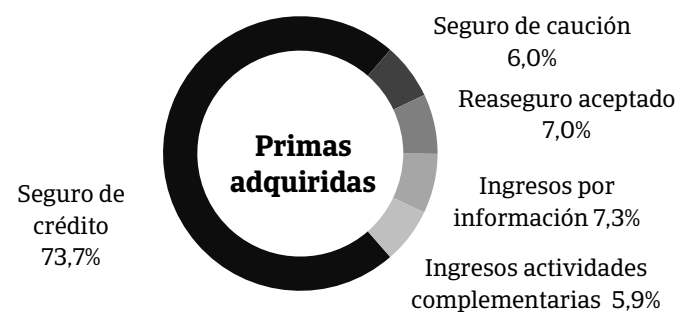 Seguro de caución
6,0%
Reaseguro aceptado
7,0%
Primas
adquiridas
Ingresos por
información 7,3%
Seguro de
crédito
73,7%
Ingresos actividades
complementarias 5,9%